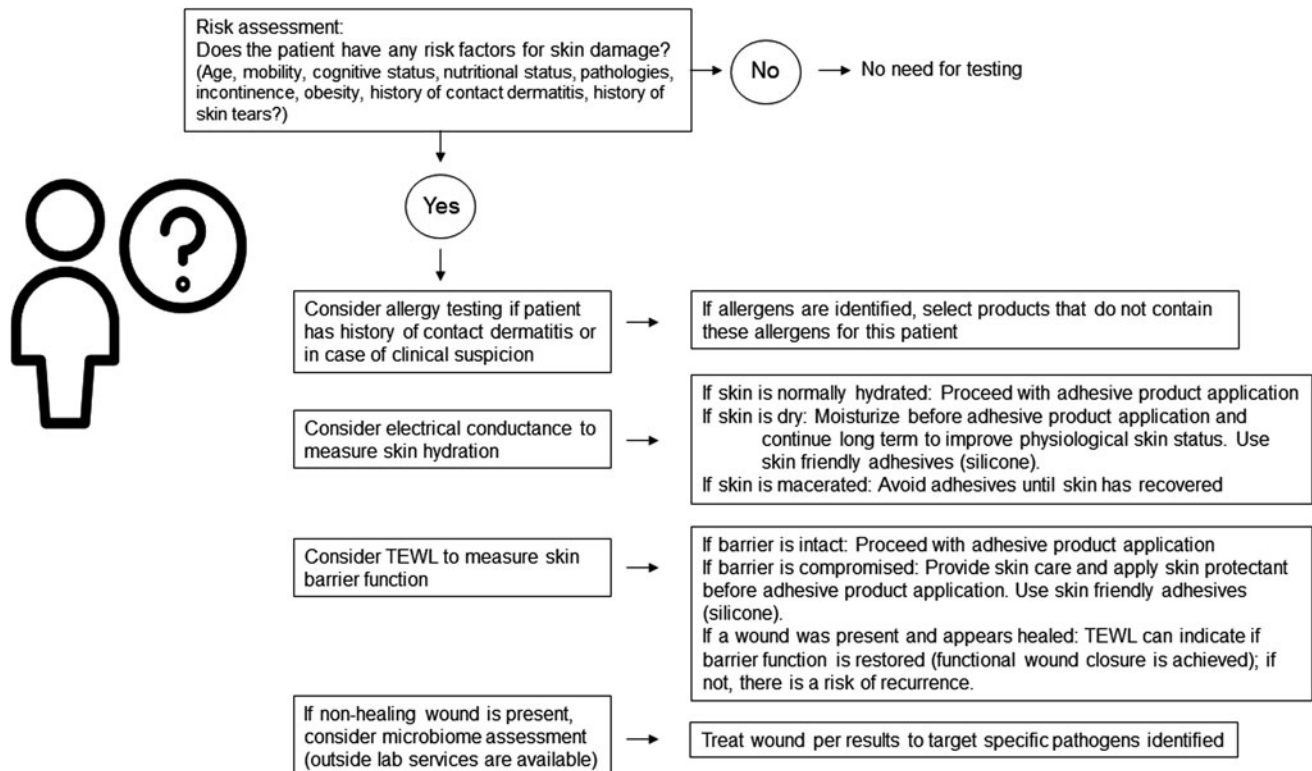 Risk assessment:
Does the patient have any risk factors for skin damage?
(Age, mobility, cognitive status, nutritional status, pathologies,
incontinence, obesity, history of contact dermatitis, history of
skin tears?)
No
No need for testing
Yes
?
Consider allergy testing if patient
has history of contact dermatitis or
in case of clinical suspicion
If allergens are identified, select products that do not contain
these allergens for this patient
Consider electrical conductance to
measure skin hydration
If skin is normally hydrated: Proceed with adhesive product application
If skin is dry: Moisturize before adhesive product application and
continue long term to improve physiological skin status. Use
skin friendly adhesives (silicone).
If skin is macerated: Avoid adhesives until skin has recovered
Consider TEWL to measure skin
barrier function
If barrier is intact: Proceed with adhesive product application
If barrier is compromised: Provide skin care and apply skin protectant
before adhesive product application. Use skin friendly adhesives
(silicone).
If a wound was present and appears healed: TEWL can indicate if
barrier function is restored (functional wound closure is achieved); if
not, there is a risk of recurrence.
If non-healing wound is present,
consider microbiome assessment
(outside lab services are available)
Treat wound per results to target specific pathogens identified